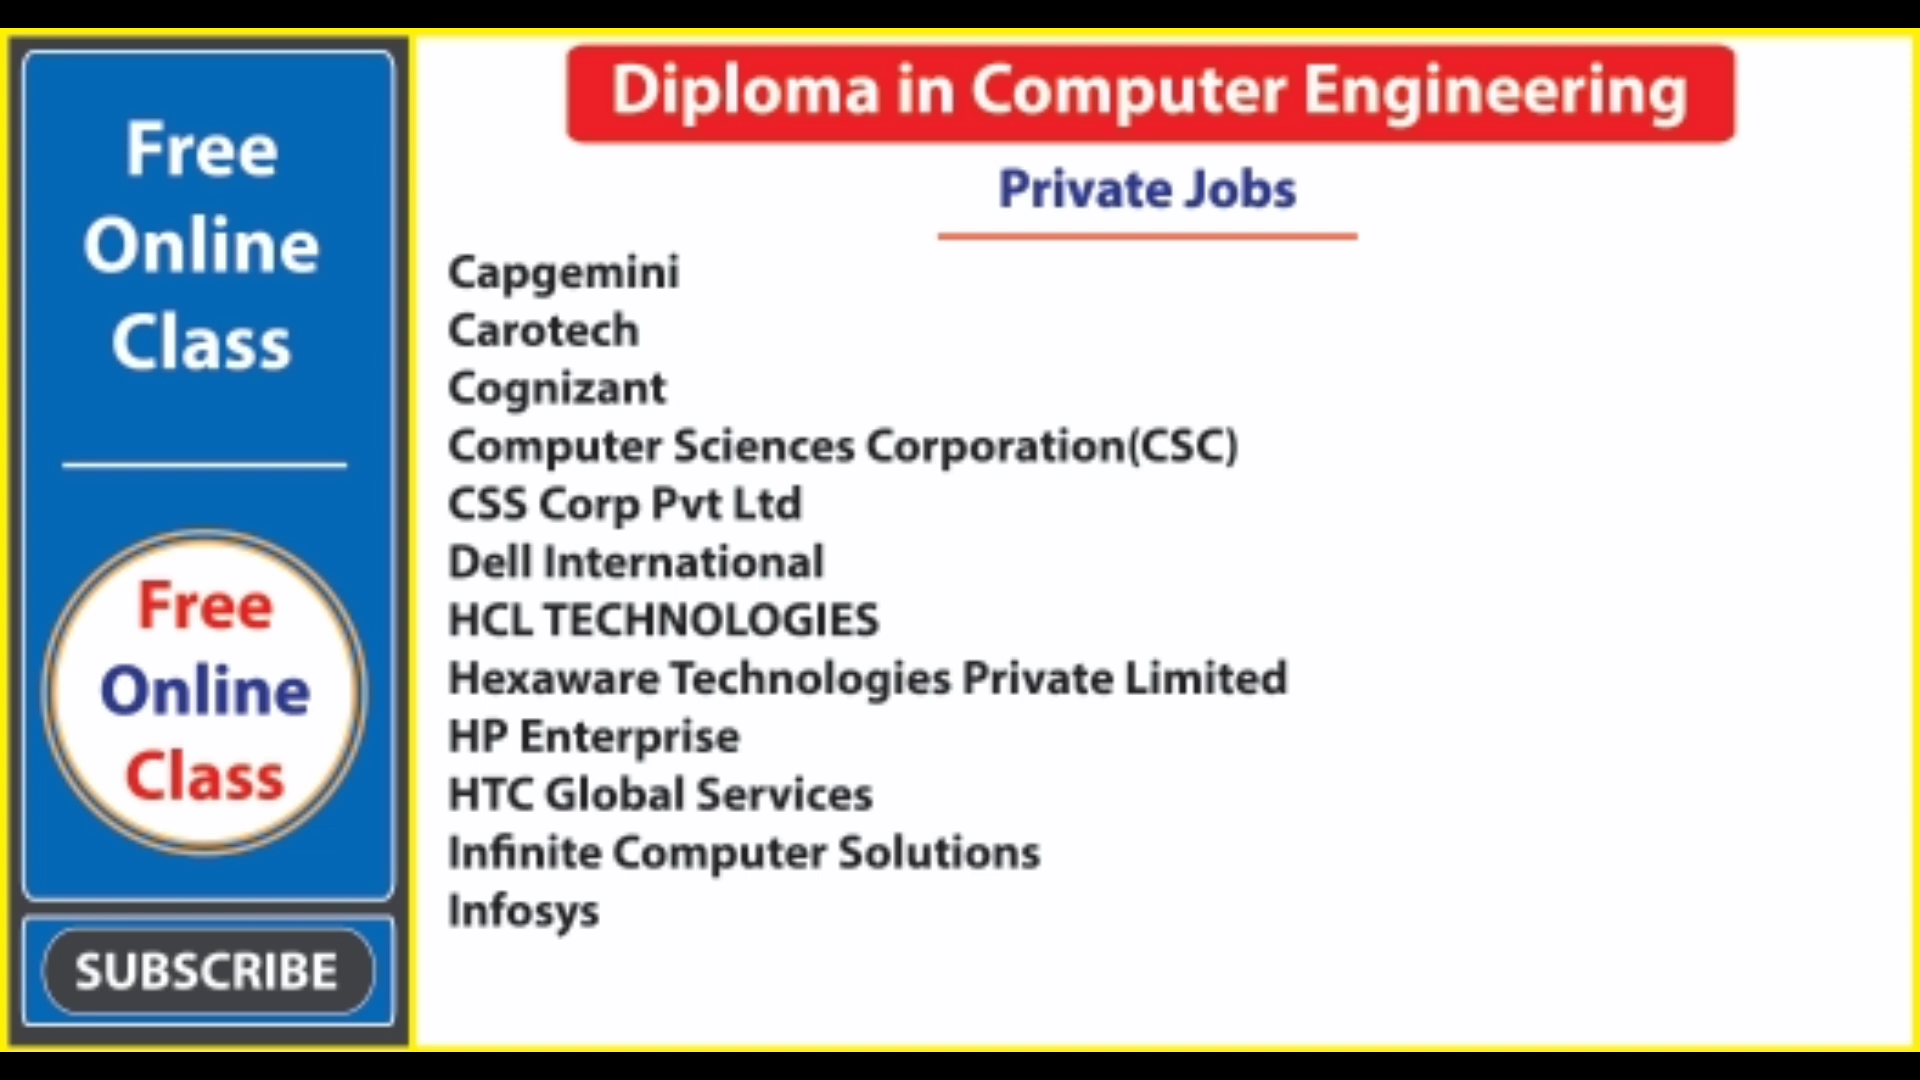 Free
Online
Class
Free
Online
Class
SUBSCRIBE
Diploma in Computer Engineering
Private Jobs
Capgemini
Carotech
Cognizant
Computer Sciences Corporation(CSC)
CSS Corp Pvt Ltd
Dell International
HCL TECHNOLOGIES
Hexaware Technologies Private Limited
HP Enterprise
HTC Global Services
Infinite Computer Solutions
Infosys